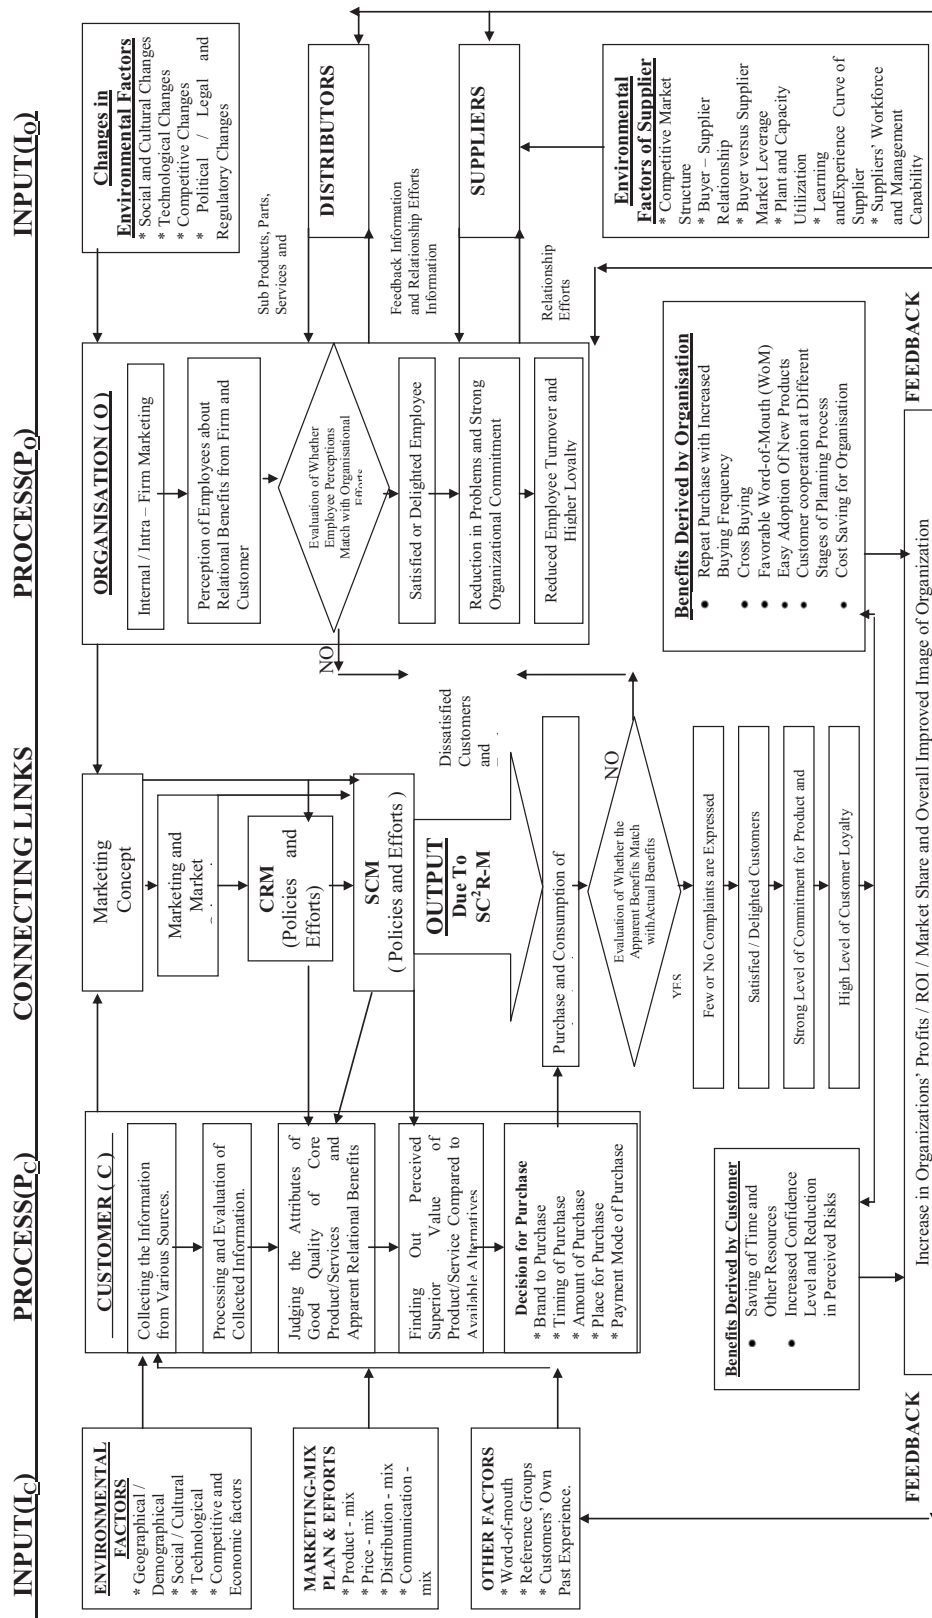 INPUT(IC)
PROCESS(PC)
CONNECTING LINKS
PROCESS(PO)
INPUT(IO)
ENVIRONMENTAL
FACTORS
* Geographical /
Demographical
* Social / Cultural
* Technological
* Competitive and
Economic factors
MARKETING-MIX
PLAN & EFFORTS
* Product - mix
* Price - mix
* Distribution - mix
* Communication -
mix
OTHER FACTORS
* Word-of-mouth
* Reference Groups
* Customers' Own
Past Experience.
CUSTOMER ( C )
Collecting the Information
from Various Sources.
Processing and Evaluation of
Collected Information.
Judging the Attributes of
Good Quality of Core
Product/Services and
Apparent Relational Benefits
Finding Out Perceived
Superior Value of
Product/Service Compared to
Available Alternatives
Decision for Purchase
* Brand to Purchase
* Timing of Purchase
* Amount of Purchase
* Place for Purchase
* Payment Mode of Purchase
Benefits Derived by Customer
• Saving of Time and
Other Resources
• Increased Confidence
Level and Reduction
in Perceived Risks
Marketing
Concept
Marketing and
Market
CRM
(Policies and
Efforts)
SCM
( Policies and Efforts )
OUTPUT
Due To
SC²R-M
Dissatisfied
Customers
and
Purchase and Consumption of
Evaluation of Whether the
Apparent Benefits Match
with Actual Benefits
NO
YES
Few or No Complaints are Expressed
Satisfied / Delighted Customers
Strong Level of Commitment for Product and
High Level of Customer Loyalty
ORGANISATION ( O )
Internal / Intra – Firm Marketing
Perception of Employees about
Relational Benefits from Firm and
Customer
Evaluation of Whether
Employee Perceptions
Match with Organisational
Efforts
NO
Satisfied or Delighted Employee
Reduction in Problems and Strong
Organizational Commitment
Reduced Employee Turnover and
Higher Loyalty
Benefits Derived by Organisation
• Repeat Purchase with Increased
Buying Frequency
• Cross Buying
• Favorable Word-of-Mouth (WoM)
• Easy Adoption Of New Products
• Customer cooperation at Different
Stages of Planning Process
• Cost Saving for Organisation
Changes in
Environmental Factors
* Social and Cultural Changes
* Technological Changes
* Competitive Changes
* Political / Legal and
Regulatory Changes
Sub Products, Parts,
Services and
DISTRIBUTORS
Feedback Information
and Relationship Efforts
Information
SUPPLIERS
Relationship
Efforts
Environmental
Factors of Supplier
* Competitive Market
Structure
* Buyer – Supplier
Relationship
* Buyer versus Supplier
Market Leverage
* Plant and Capacity
Utilization
* Learning
andExperience Curve of
Supplier
* Suppliers' Workforce
and Management
Capability
FEEDBACK
Increase in Organizations' Profits / ROI / Market Share and Overall Improved Image of Organization
FEEDBACK